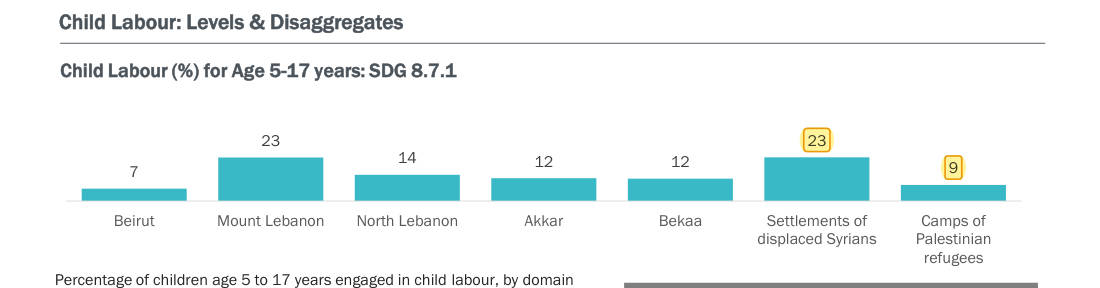 Child Labour: Levels & Disaggregates
Child Labour (%) for Age 5-17 years: SDG 8.7.1
7
23
14
12
12
23
9
Beirut
Mount Lebanon
North Lebanon
Akkar
Bekaa
Settlements of
displaced Syrians
Camps of
Palestinian
refugees
Percentage of children age 5 to 17 years engaged in child labour, by domain